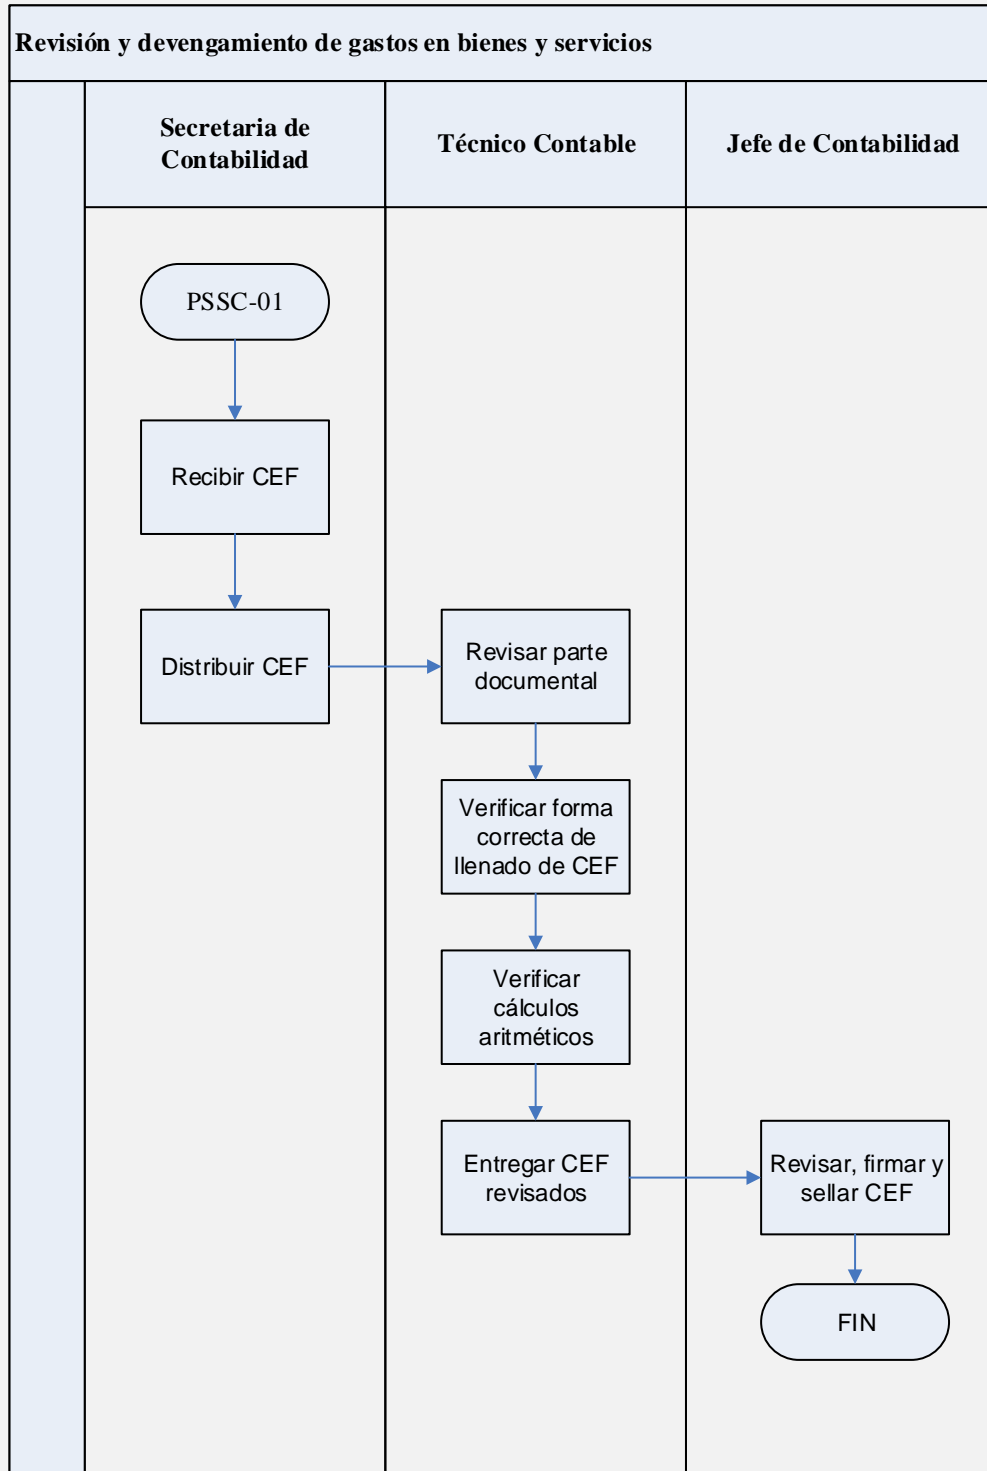 Revisión y devengamiento de gastos en bienes y servicios
Secretaria de
Contabilidad
Técnico Contable
Jefe de Contabilidad
PSSC-01
Recibir CEF
Distribuir CEF
Revisar parte
documental
Verificar forma
correcta de
llenado de CEF
Verificar
cálculos
aritméticos
Entregar CEF
revisados
Revisar, firmar y
sellar CEF
FIN